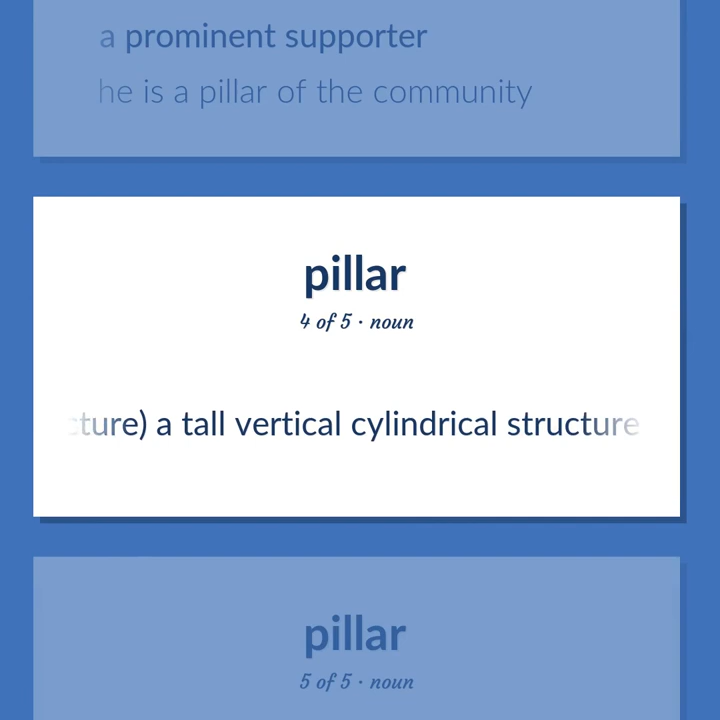 a prominent supporter
he is a pillar of the community
pillar
4 of 5 · noun
cture) a tall vertical cylindrical structure
pillar
5 of 5 · noun